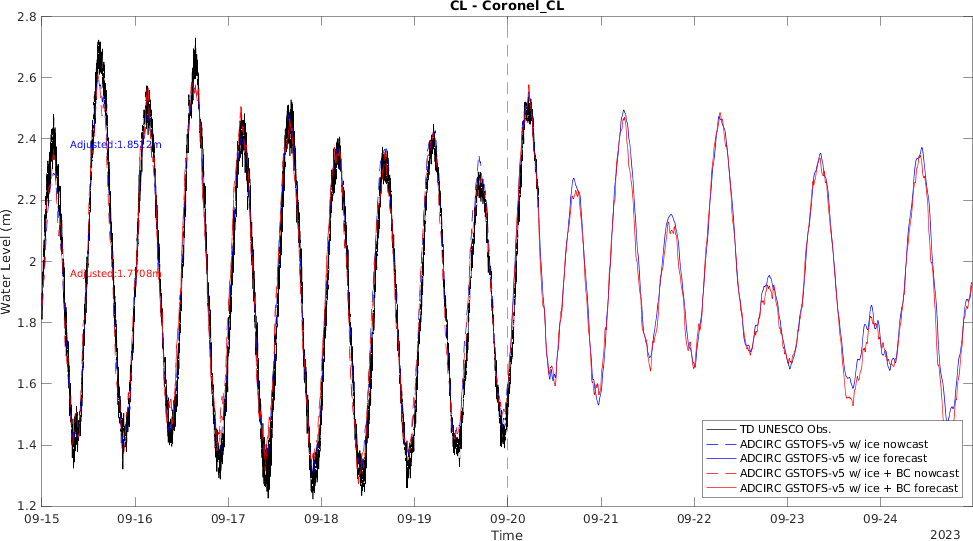 CL - Coronel_CL
2.8
2.6
2.4
2.2
2
1.8
1.6
1.4
1.2
Water Level (m)
Adjusted:1.8522m
Adjusted:1.7708m
TD UNESCO Obs.
ADCIRC GSTOFS-v5 w/ ice nowcast
ADCIRC GSTOFS-v5 w/ ice forecast
ADCIRC GSTOFS-v5 w/ ice + BC nowcast
ADCIRC GSTOFS-v5 w/ ice + BC forecast
09-15 09-16 09-17 09-18 09-19 09-20 09-21 09-22 09-23 09-24
Time
2023